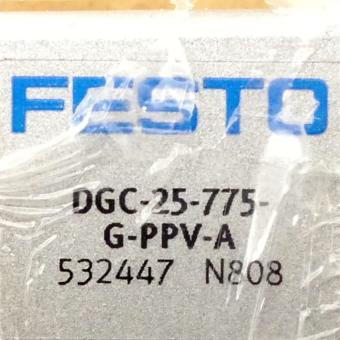 FESTO
DGC-25-775-
G-PPV-A
532447 N808